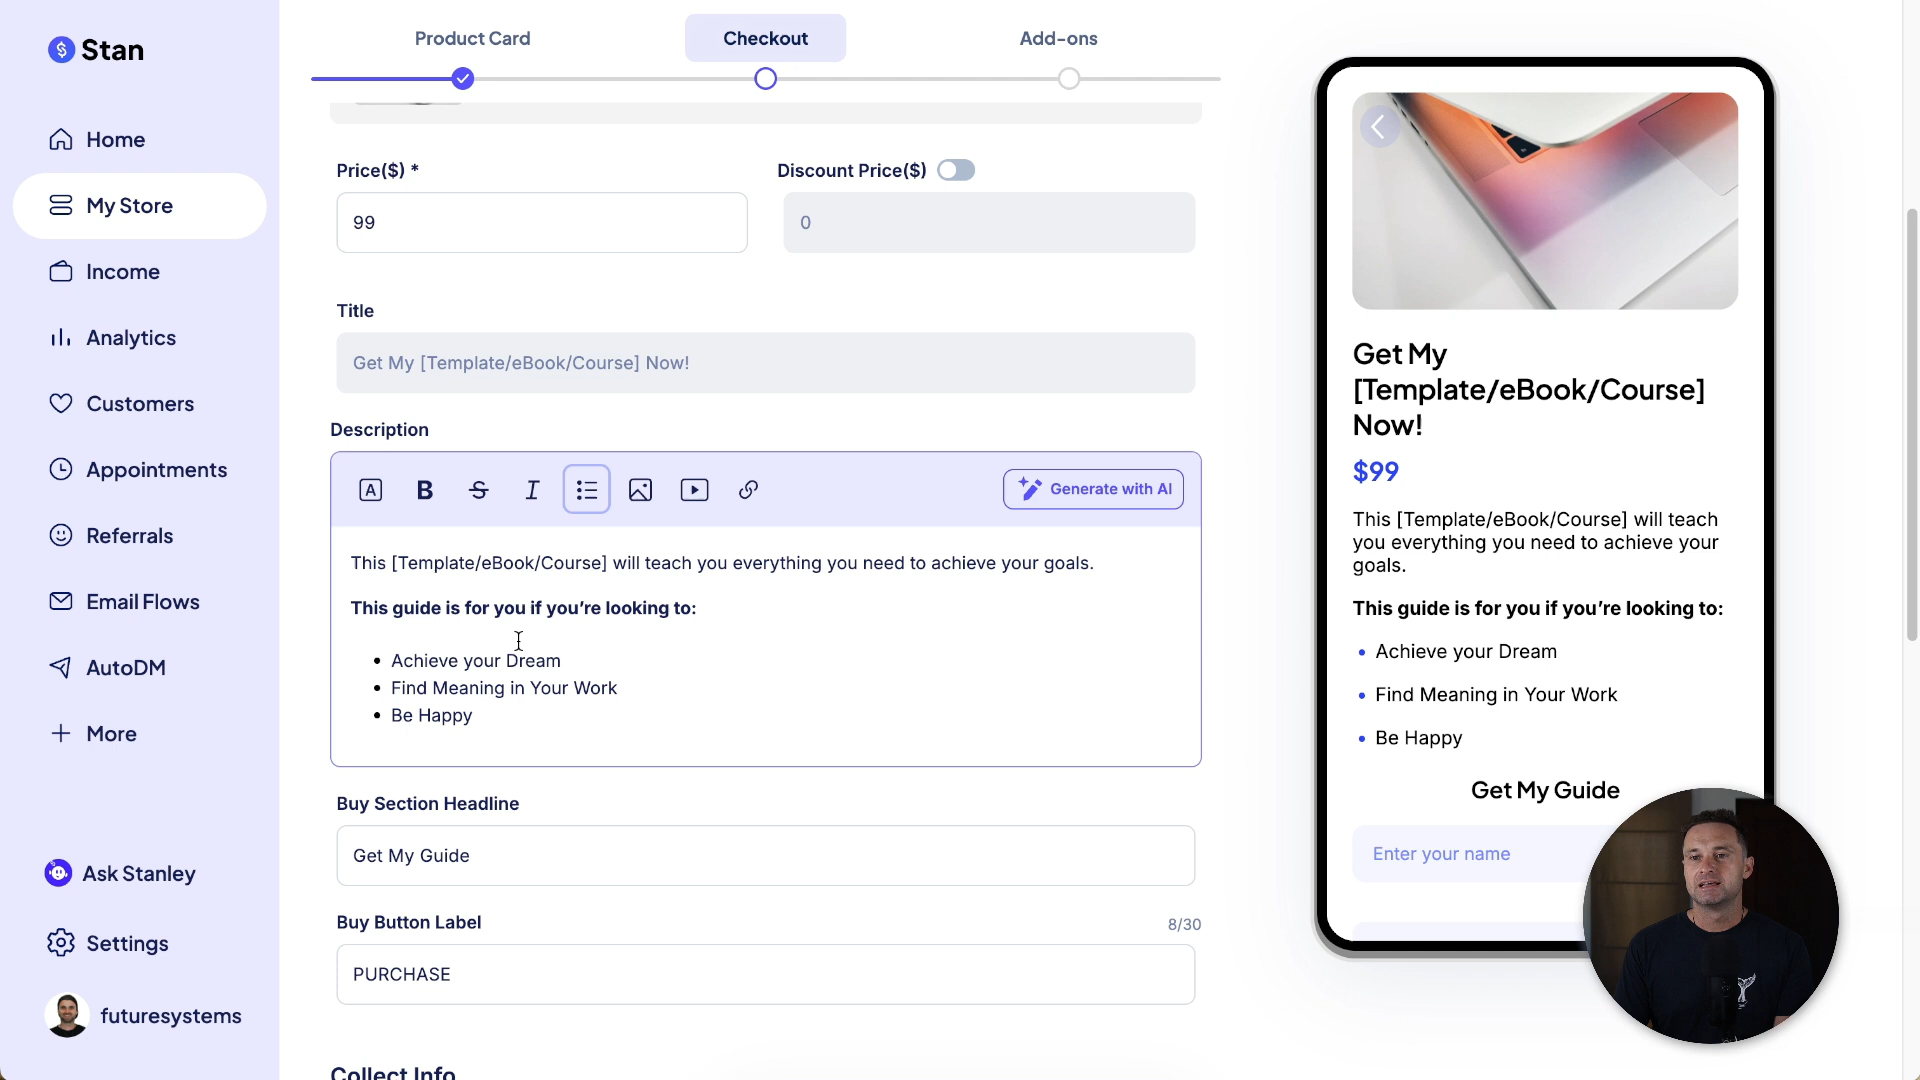 Stan
Home
My Store
Income
Analytics
Customers
Appointments
Referrals
Email Flows
AutoDM
More
Ask Stanley
Settings
futuresystems
Product Card
Checkout
Add-ons
Price($) *
Discount Price($)
99
0
Title
Get My [Template/eBook/Course] Now!
Description
Generate with AI
This [Template/eBook/Course] will teach you everything you need to achieve your goals.
This guide is for you if you’re looking to:
• Achieve your Dream
• Find Meaning in Your Work
• Be Happy
Buy Section Headline
Get My Guide
Buy Button Label
8/30
PURCHASE
Collect Info
Get My
[Template/eBook/Course]
Now!
$99
This [Template/eBook/Course] will teach
you everything you need to achieve your
goals.
This guide is for you if you’re looking to:
• Achieve your Dream
• Find Meaning in Your Work
• Be Happy
Get My Guide
Enter your name